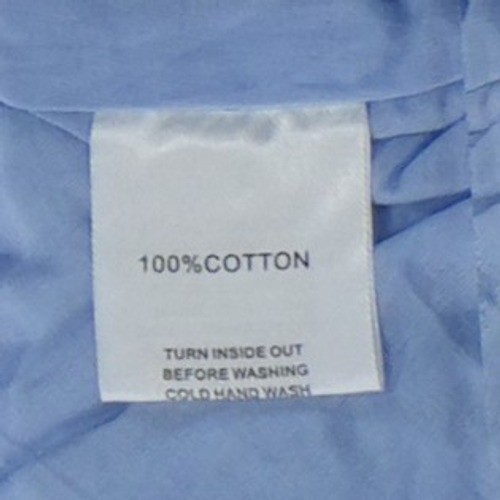 100%COTTON
TURN INSIDE OUT
BEFORE WASHING
COLD HAND WASH